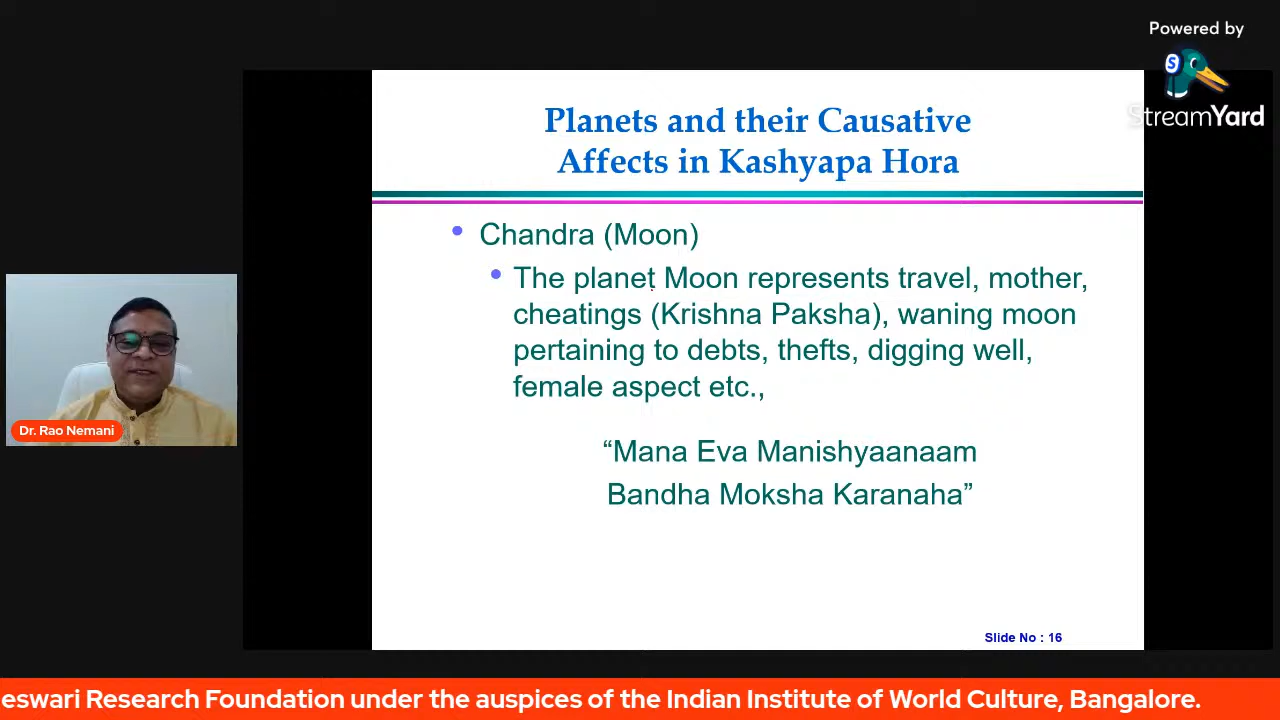 Powered by
StreamYard
Planets and their Causative
Affects in Kashyapa Hora
• Chandra (Moon)
• The planet Moon represents travel, mother,
cheatings (Krishna Paksha), waning moon
pertaining to debts, thefts, digging well,
female aspect etc.,
“Mana Eva Manishyaanaam
Bandha Moksha Karanaha”
Slide No : 16
Dr. Rao Nemani
eswari Research Foundation under the auspices of the Indian Institute of World Culture, Bangalore.